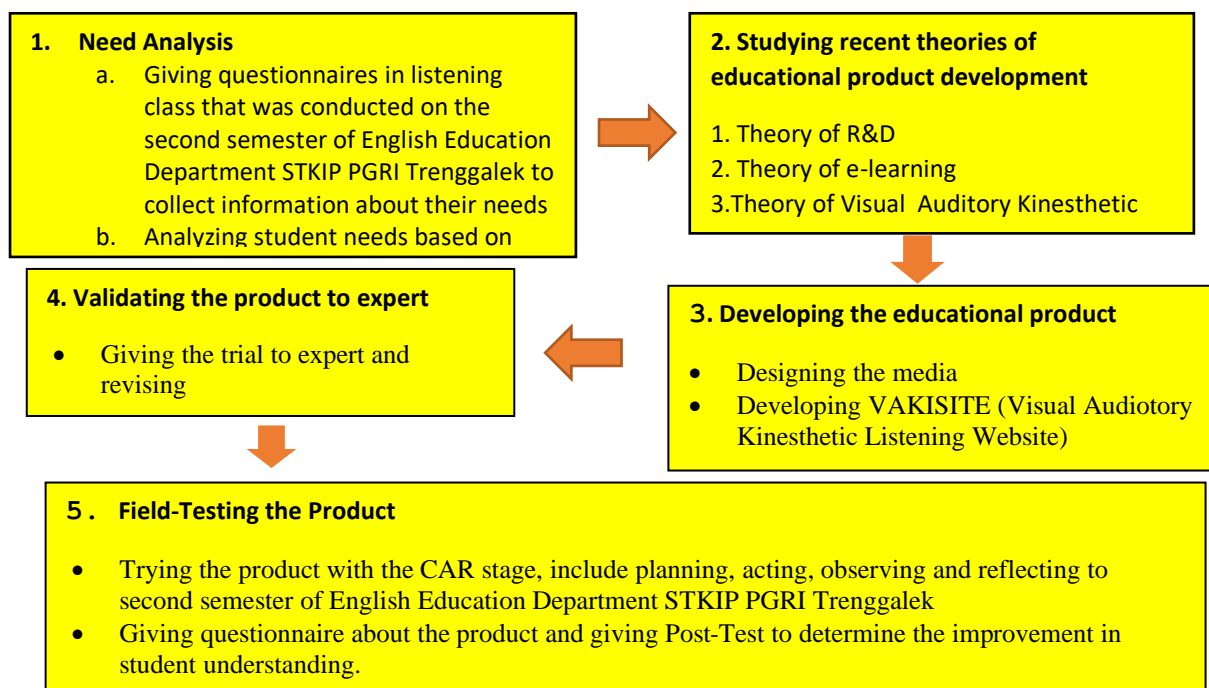 1. Need Analysis
a. Giving questionnaires in listening
class that was conducted on the
second semester of English Education
Department STKIP PGRI Trenggalek to
collect information about their needs
b. Analyzing student needs based on
2. Studying recent theories of
educational product development
1. Theory of R&D
2. Theory of e-learning
3.Theory of Visual Auditory Kinesthetic
3. Developing the educational product
• Designing the media
• Developing VAKISITE (Visual Audiotory
Kinesthetic Listening Website)
4. Validating the product to expert
• Giving the trial to expert and
revising
5. Field-Testing the Product
• Trying the product with the CAR stage, include planning, acting, observing and reflecting to
second semester of English Education Department STKIP PGRI Trenggalek
• Giving questionnaire about the product and giving Post-Test to determine the improvement in
student understanding.